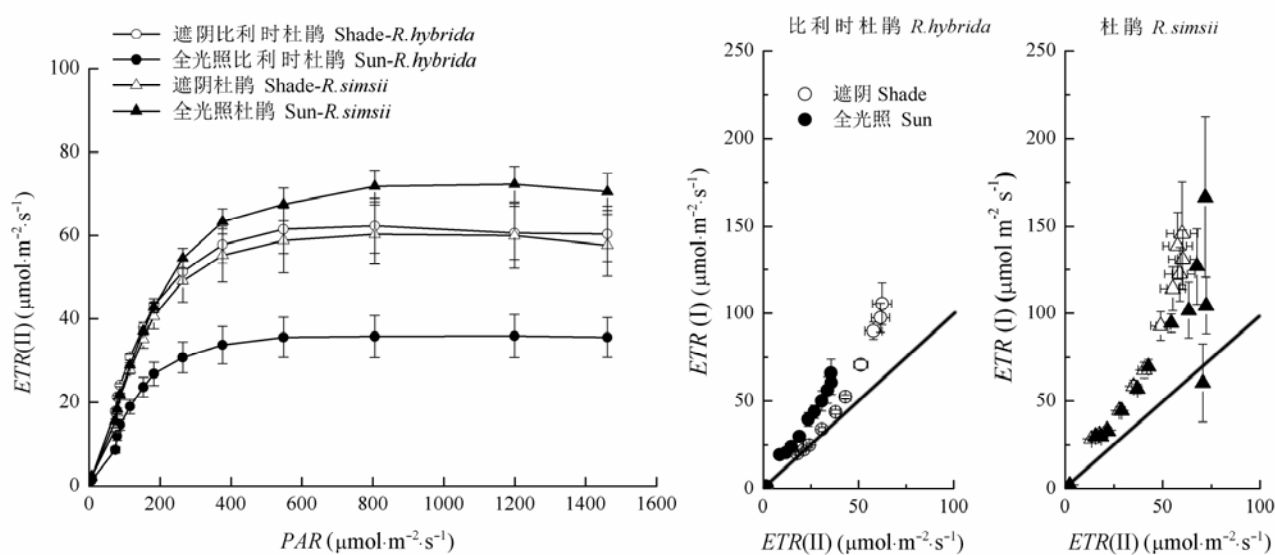 遮阴比利时杜鹃 Shade-R.hybrida
全光照比利时杜鹃 Sun-R.hybrida
遮阴杜鹃 Shade-R.simsii
全光照杜鹃 Sun-R.simsii
100
80
60
40
20
0
ETR(II) (μmol·m⁻²·s⁻¹)
0 200 400 600 800 1000 1200 1400 1600
PAR (μmol·m⁻²·s⁻¹)
比利时杜鹃 R.hybrida
遮阴 Shade
全光照 Sun
250
200
150
100
50
0
ETR (I) (μmol·m⁻²·s⁻¹)
0 50 100
ETR(II) (μmol·m⁻²·s⁻¹)
杜鹃 R.simsii
250
200
150
100
50
0
ETR (I) (μmol m⁻² s⁻¹)
0 50 100
ETR(II) (μmol·m⁻²·s⁻¹)